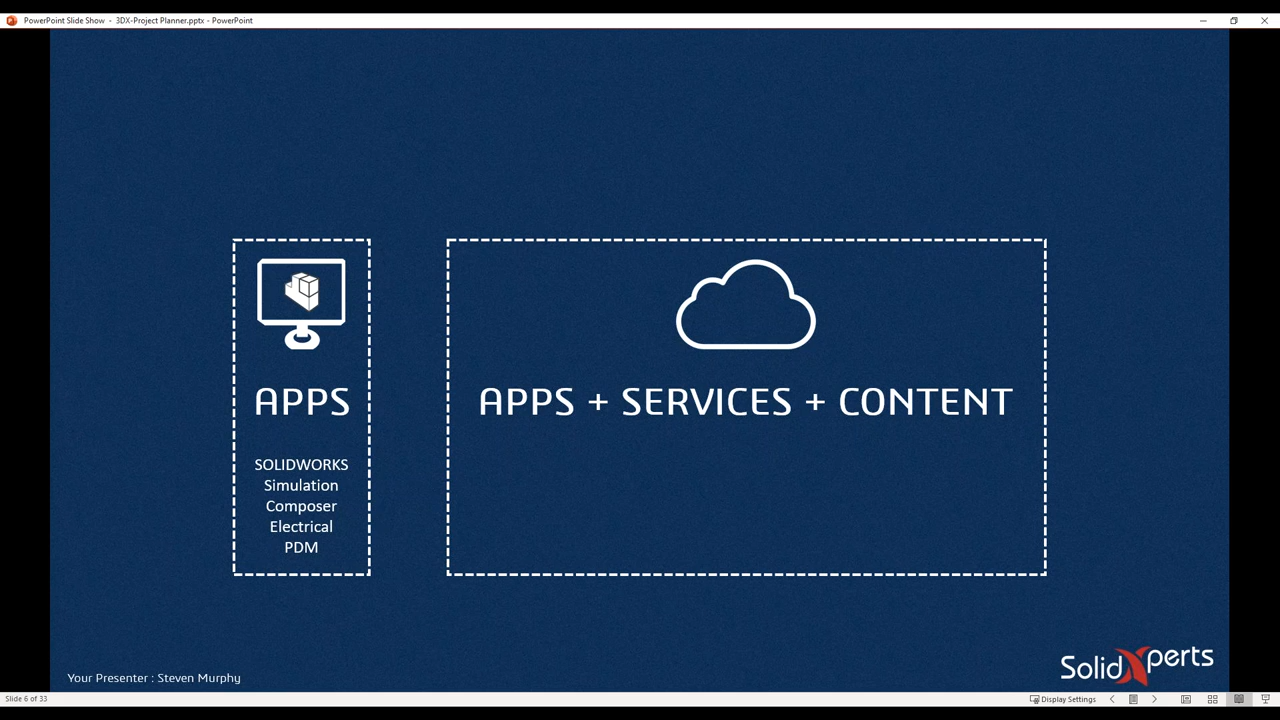 PowerPoint Slide Show - 3DX-Project Planner.pptx - PowerPoint
APPS
SOLIDWORKS
Simulation
Composer
Electrical
PDM
APPS + SERVICES + CONTENT
Your Presenter : Steven Murphy
SolidXperts
Slide 6 of 33
Display Settings